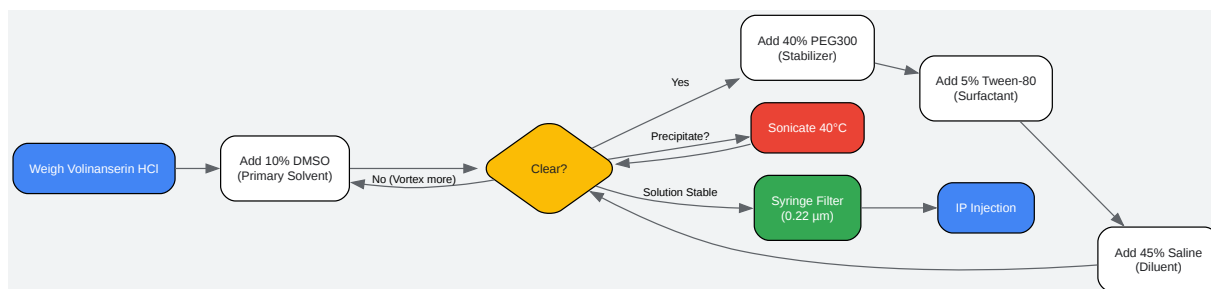 Weigh Volinanserin HCl
Add 10% DMSO
(Primary Solvent)
No (Vortex more)
Clear?
Yes
Precipitate?
Solution Stable
Add 40% PEG300
(Stabilizer)
Sonicate 40°C
Syringe Filter
(0.22 µm)
Add 5% Tween-80
(Surfactant)
IP Injection
Add 45% Saline
(Diluent)